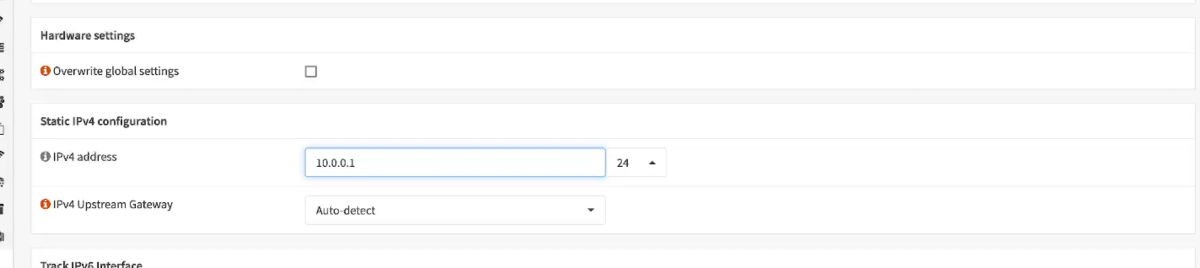 Hardware settings
Overwrite global settings
Static IPv4 configuration
IPv4 address
10.0.0.1
24
IPv4 Upstream Gateway
Auto-detect
Track IPv6 Interface